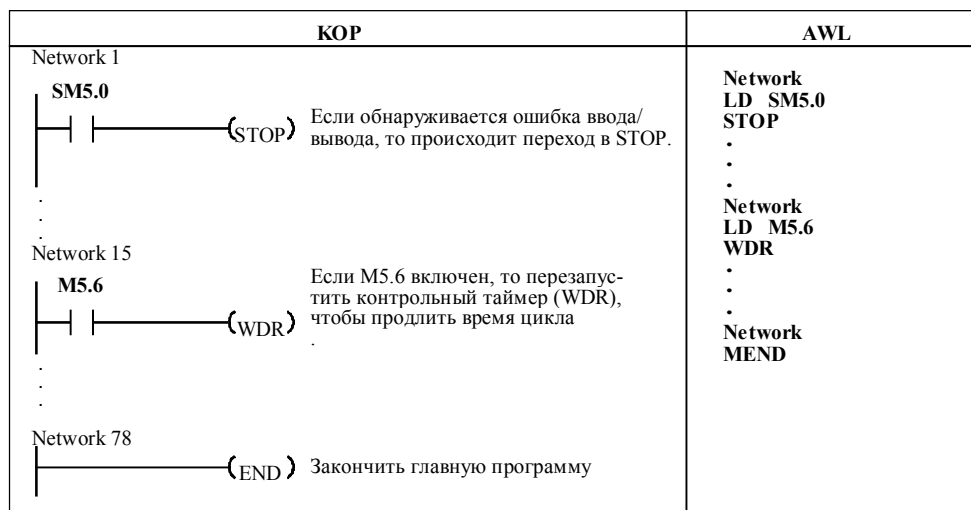 KOP
AWL
Network 1
SM5.0
STOP
Если обнаруживается ошибка ввода/
вывода, то происходит переход в STOP.
.
.
.
Network 15
M5.6
WDR
Если M5.6 включен, то перезапус-
тить контрольный таймер (WDR),
чтобы продлить время цикла
.
.
.
.
Network 78
END
Закончить главную программу
Network
LD SM5.0
STOP
.
.
.
Network
LD M5.6
WDR
.
.
.
Network
MEND